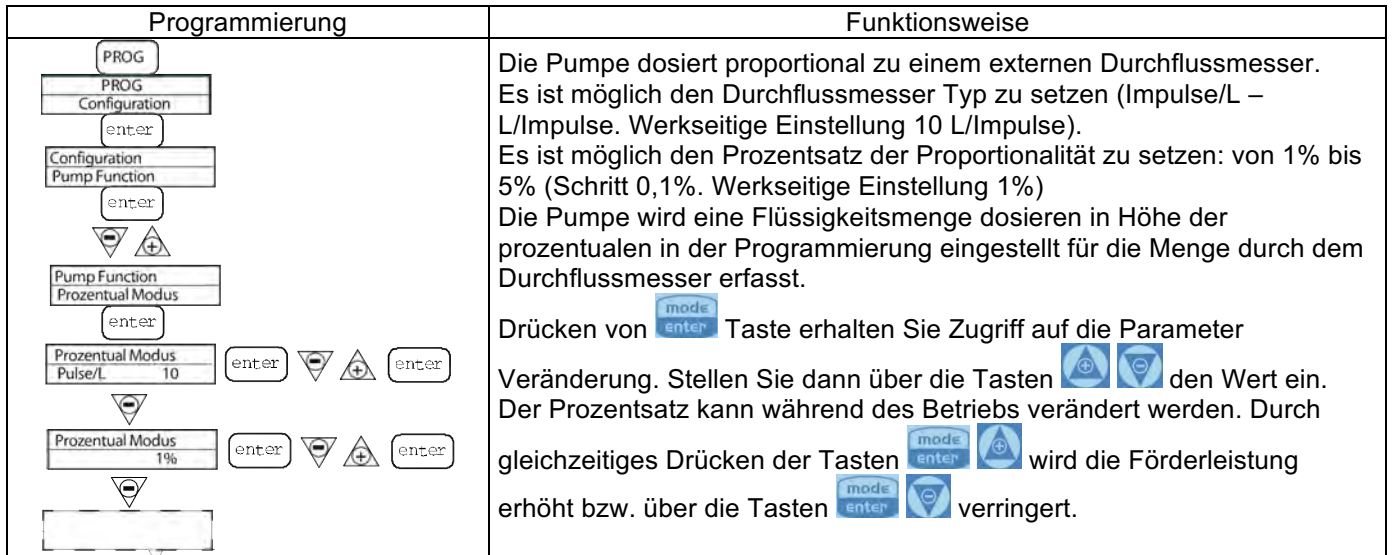 Programmierung
Funktionsweise
PROG
PROG
Configuration
enter
Configuration
Pump Function
enter
Pump Function
Prozentual Modus
enter
Prozentual Modus
Pulse/L 10
enter
enter
Prozentual Modus
1%
enter
enter
Die Pumpe dosiert proportional zu einem externen Durchflussmesser.
Es ist möglich den Durchflussmesser Typ zu setzen (Impulse/L –
L/Impulse. Werkseitige Einstellung 10 L/Impulse).
Es ist möglich den Prozentsatz der Proportionalität zu setzen: von 1% bis
5% (Schritt 0,1%. Werkseitige Einstellung 1%)
Die Pumpe wird eine Flüssigkeitsmenge dosieren in Höhe der
prozentualen in der Programmierung eingestellt für die Menge durch dem
Durchflussmesser erfasst.
Drücken von mode enter Taste erhalten Sie Zugriff auf die Parameter
Veränderung. Stellen Sie dann über die Tasten den Wert ein.
Der Prozentsatz kann während des Betriebs verändert werden. Durch
gleichzeitiges Drücken der Tasten mode enter wird die Förderleistung
erhöht bzw. über die Tasten mode enter verringert.